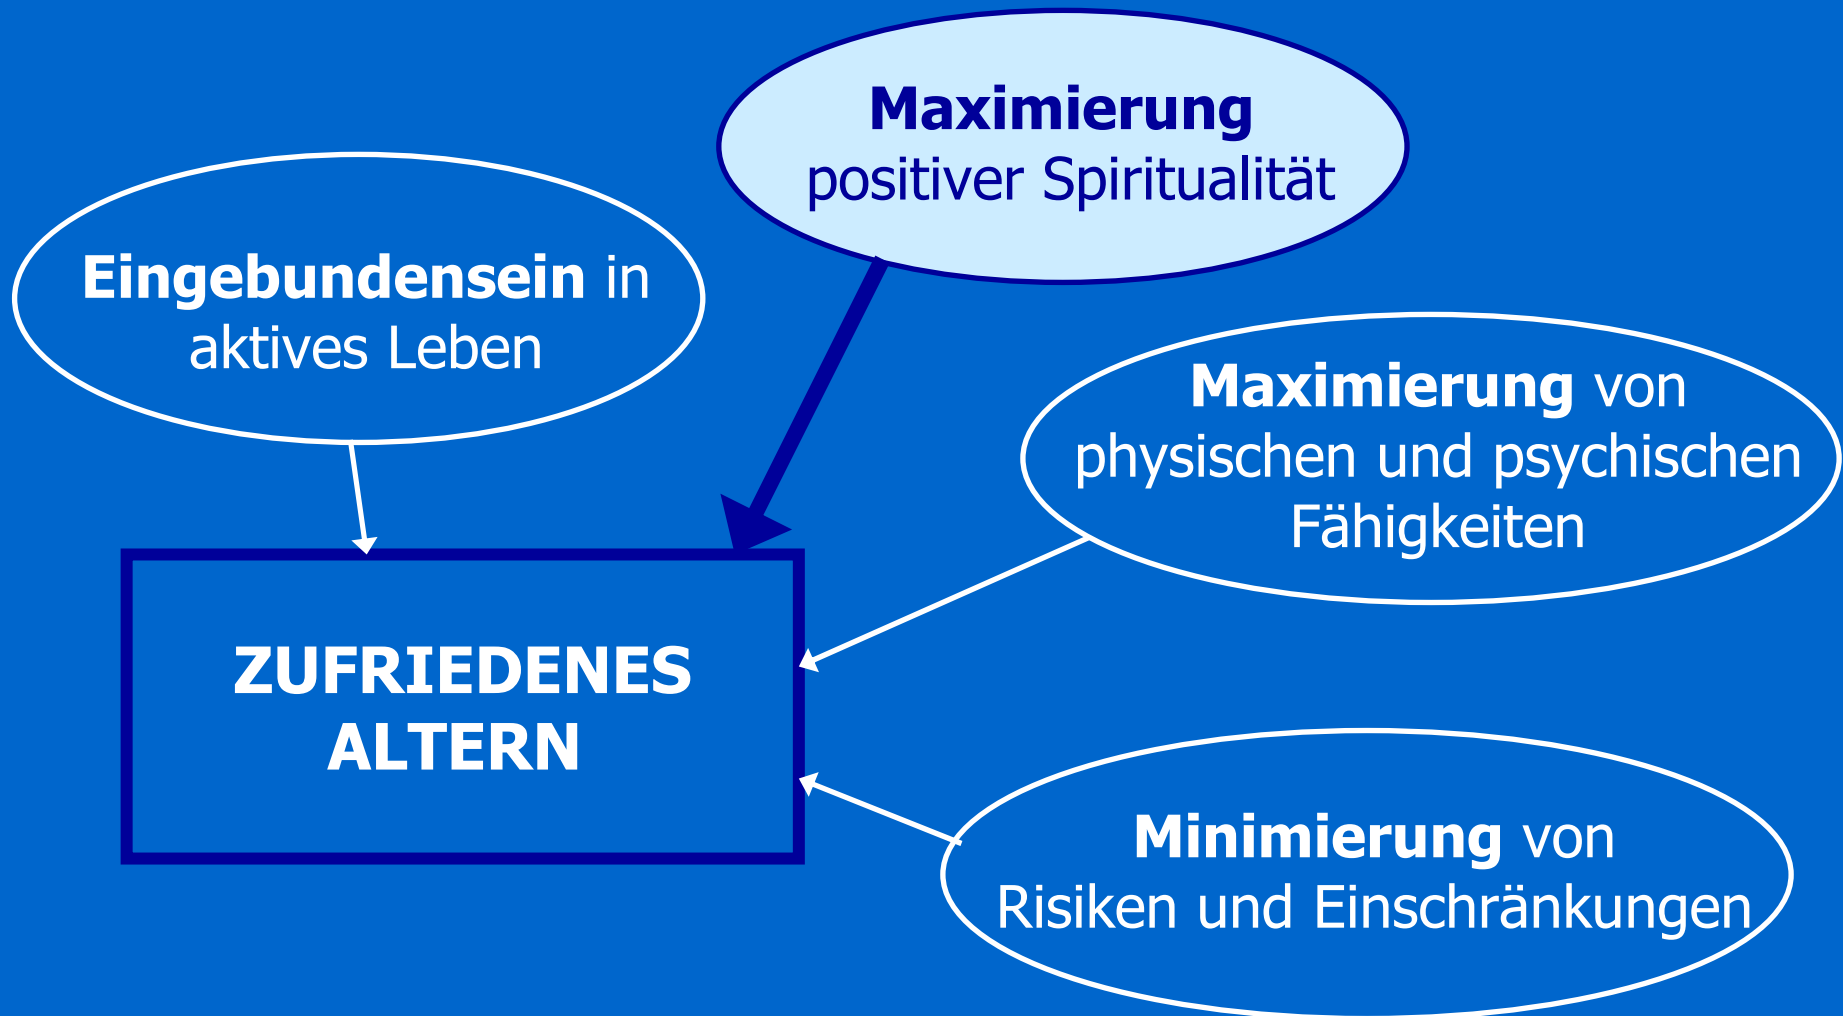 Maximierung
positiver Spiritualität
Eingebundensein in
aktives Leben
Maximierung von
physischen und psychischen
Fähigkeiten
ZUFRIEDENES
ALTERN
Minimierung von
Risiken und Einschränkungen